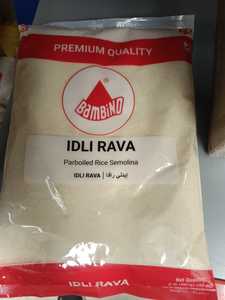 PREMIUM QUALITY
BAMBINO
IDLI RAVA
Parboiled Rice Semolina
IDLI RAVA | إيدلي رافا
IDLI RAVA